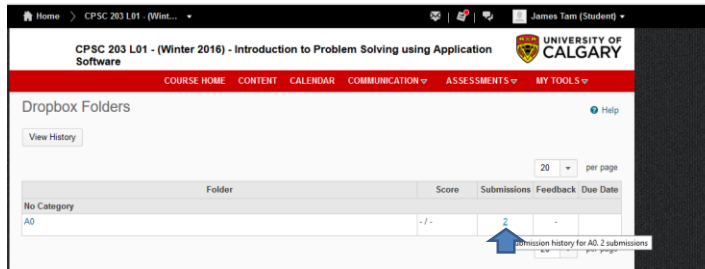 Home > CPSC 203 L01 - (Wint... James Tam (Student)
CPSC 203 L01 - (Winter 2016) - Introduction to Problem Solving using Application
Software
UNIVERSITY OF
CALGARY
COURSE HOME CONTENT CALENDAR COMMUNICATION ASSESSMENTS MY TOOLS
Dropbox Folders
Help
View History
20 per page
Folder Score Submissions Feedback Due Date
No Category
A0 - / - 2 -
submission history for A0. 2 submissions
20 per page